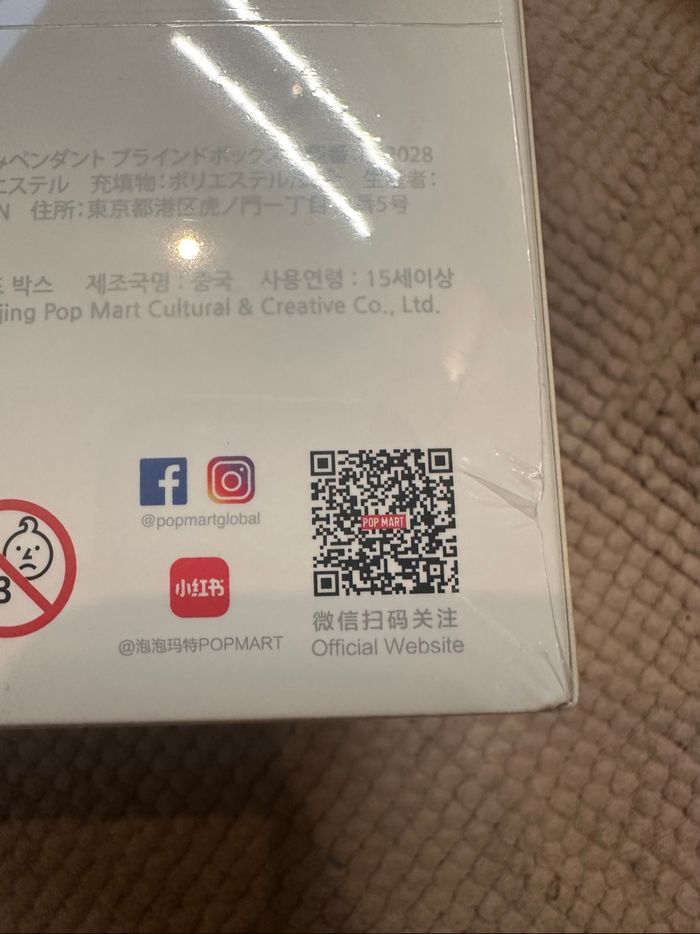 みペンダント ブラインドボックス
エステル 充填物:ポリエステル 生
N 住所:東京都港区虎ノ門一丁目 番5号
박스 제조국명 : 중국 사용연령 : 15세이상
jing Pop Mart Cultural & Creative Co., Ltd.
@popmartglobal
POP MART
3
小红书
微信扫码关注
@泡泡玛特POPMART
Official Website